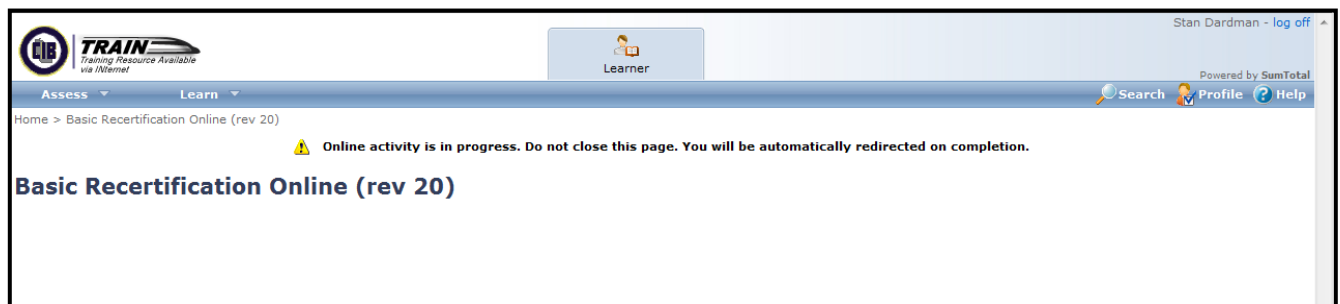 Stan Dardman - log off
CIB
TRAIN
Training Resource Available
via INternet
Learner
Powered by SumTotal
Assess Learn Search Profile Help
Home > Basic Recertification Online (rev 20)
Online activity is in progress. Do not close this page. You will be automatically redirected on completion.
Basic Recertification Online (rev 20)